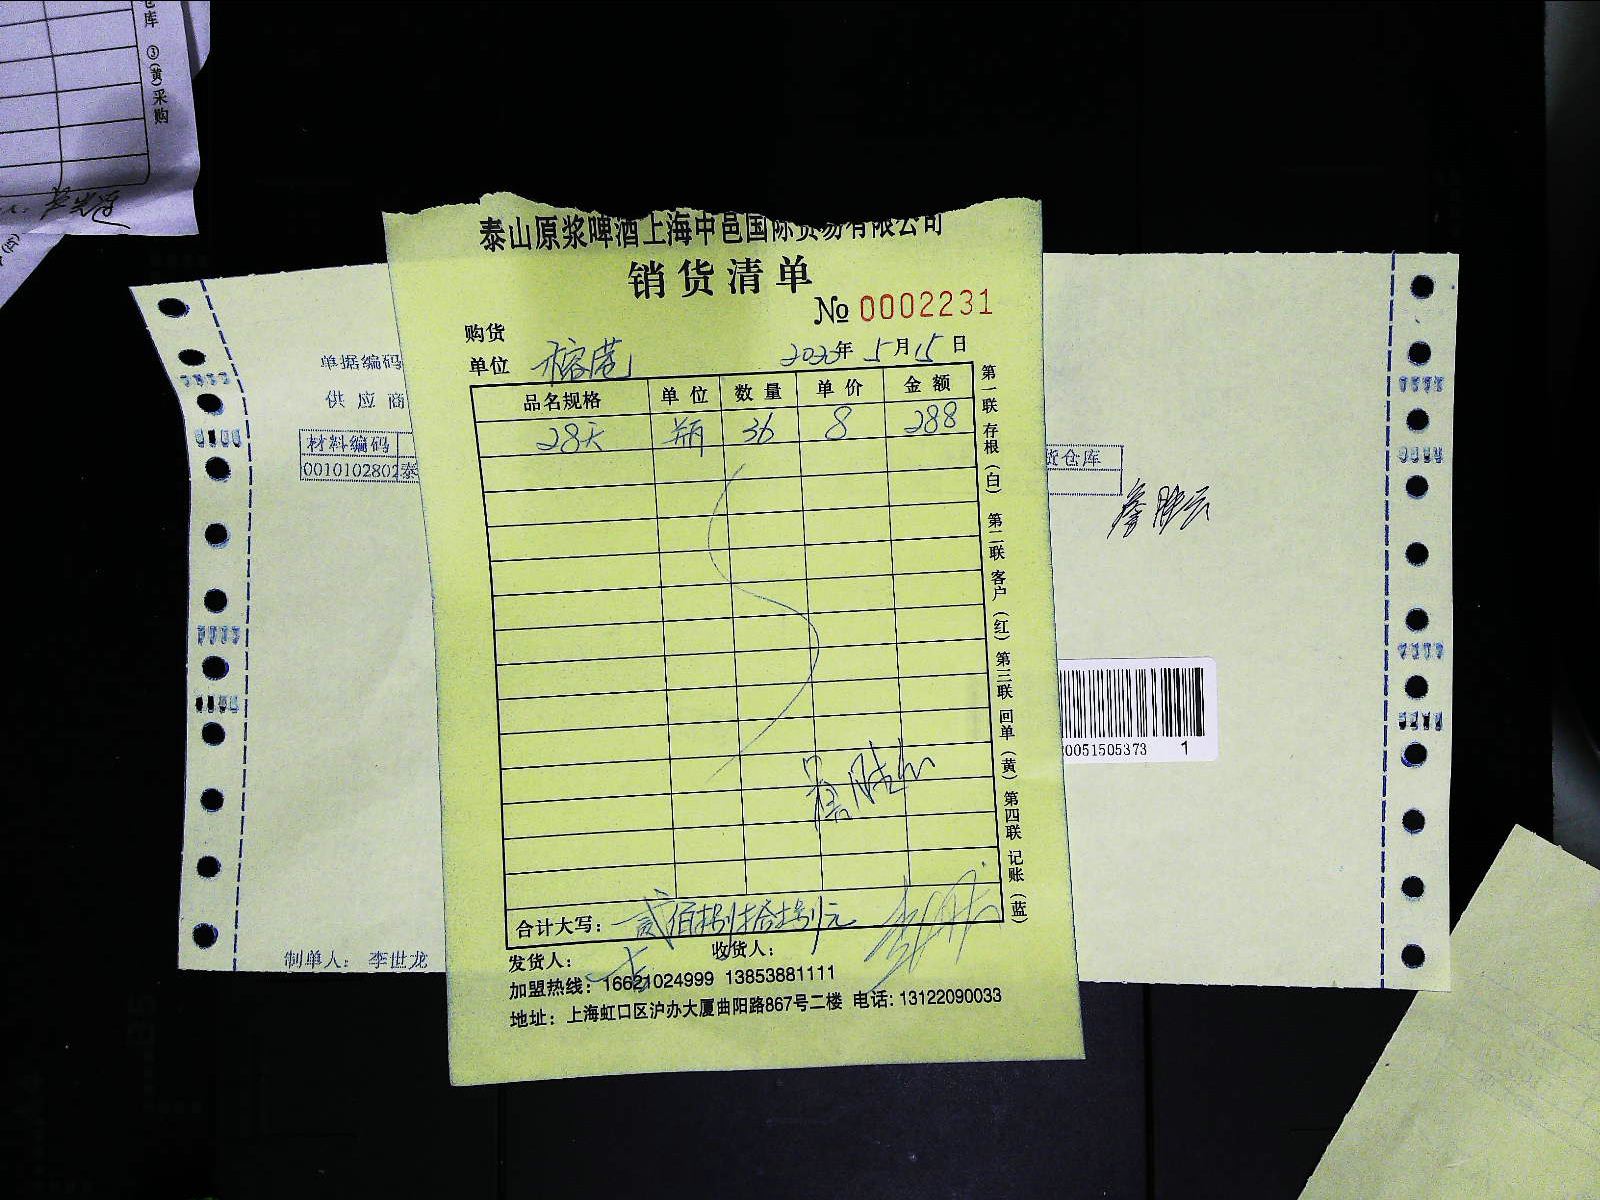 库 ③(黄)采购
泰山原浆啤酒上海中邑国际贸易有限公司
销货清单
№ 0002231
购货
单位 榕荗
2020年 5月15日
品名规格 单位 数量 单价 金额
28天 瓶 36 8 288
合计大写: 贰佰捌拾捌元
发货人: 收货人:
加盟热线: 16621024999 13853881111
地址: 上海虹口区沪办大厦曲阳路867号二楼 电话: 13122090033
第一联 存根(白) 第二联 客户(红) 第三联 回单(黄) 第四联 记账(蓝)
单据编码
供应商
材料编码
0010102802 泰
货仓库
0051505373 1
制单人: 李世龙